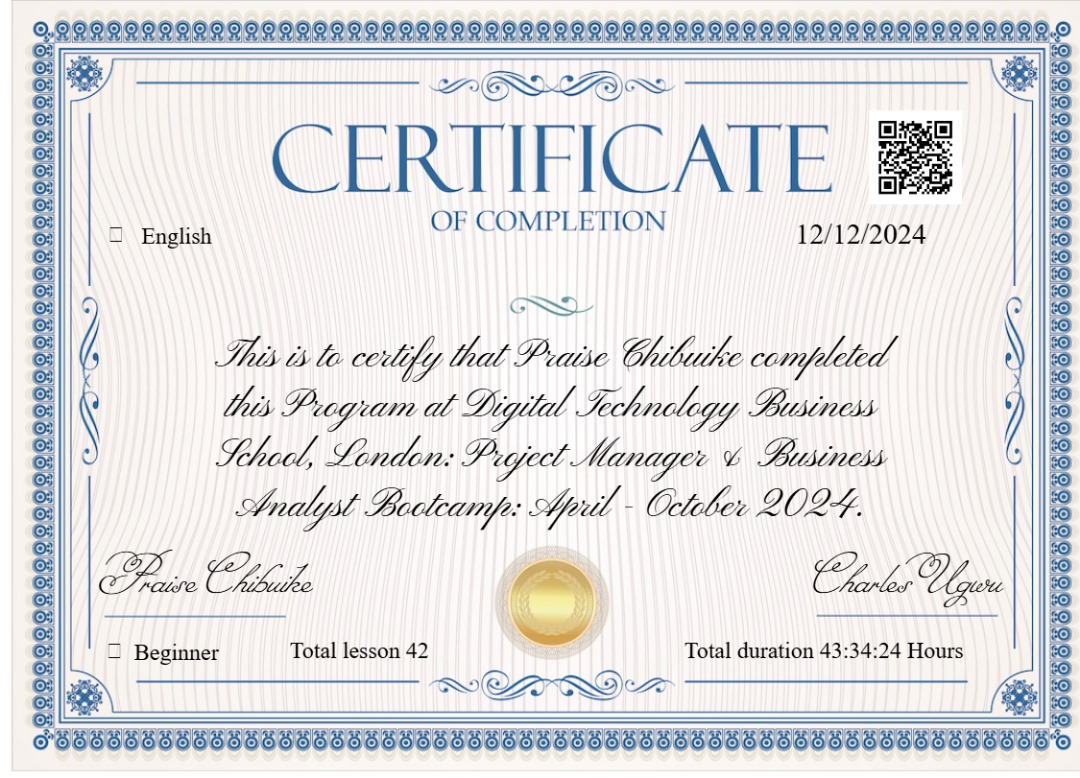 CERTIFICATE
OF COMPLETION
English
12/12/2024
This is to certify that Praise Chibuike completed
this Program at Digital Technology Business
School, London: Project Manager & Business
Analyst Bootcamp: April - October 2024.
Praise Chibuike
Charles Ugwu
Beginner
Total lesson 42
Total duration 43:34:24 Hours